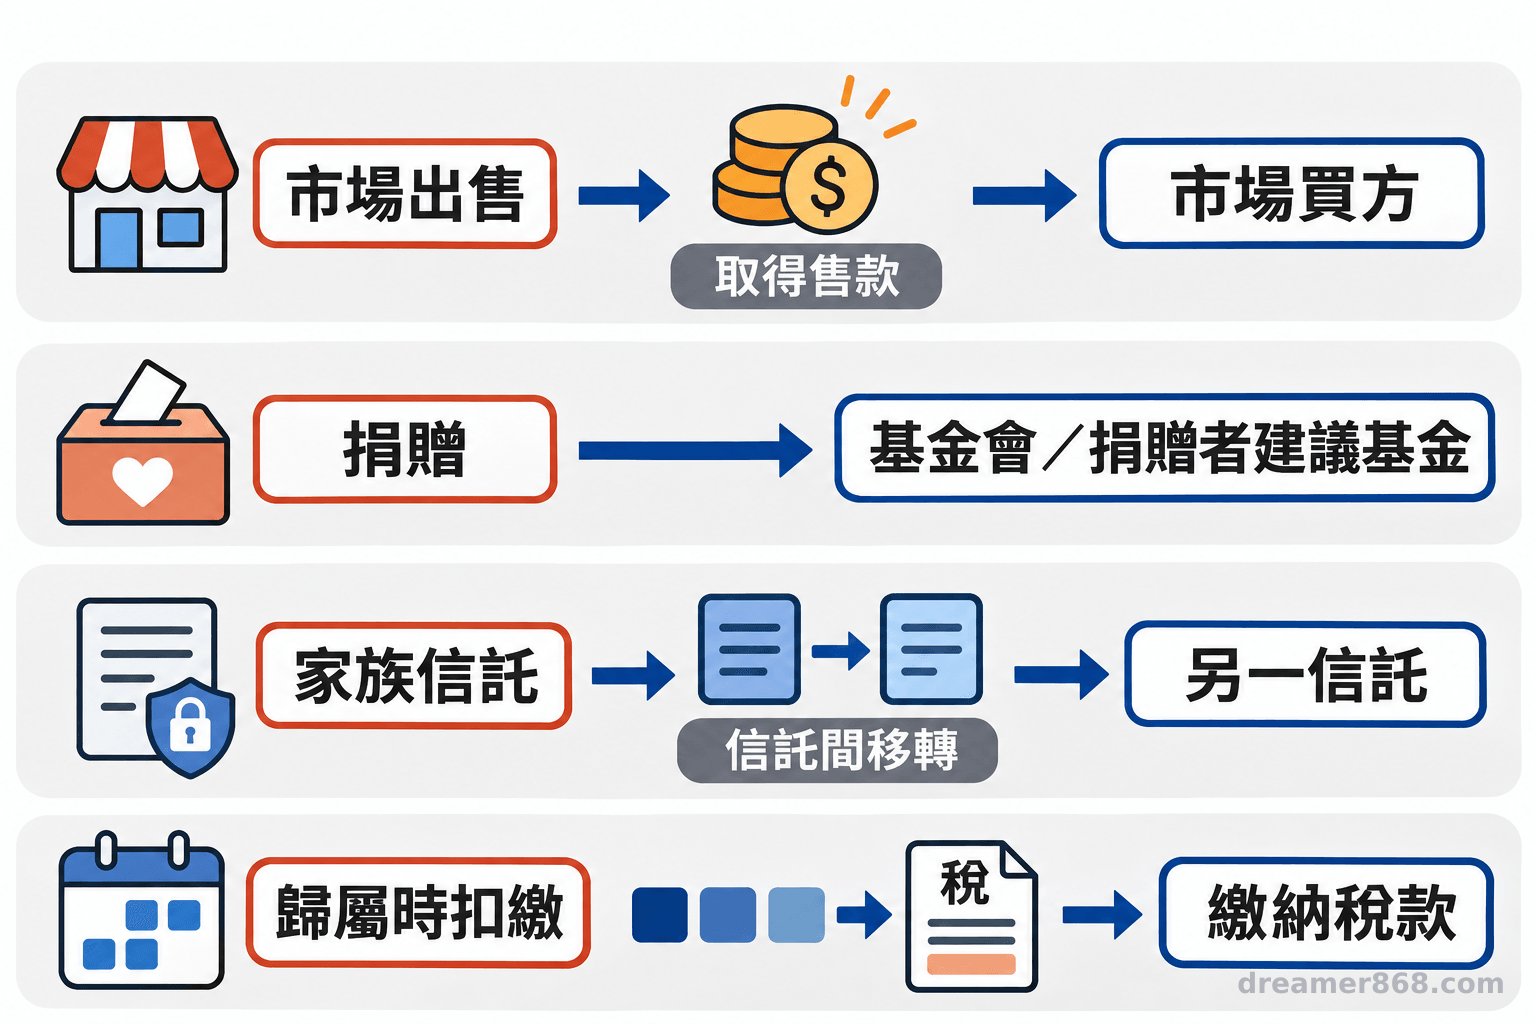 市場出售
$
取得售款
市場買方
捐贈
基金會／捐贈者建議基金
家族信託
信託間移轉
另一信託
歸屬時扣繳
稅
繳納稅款
dreamer868.com